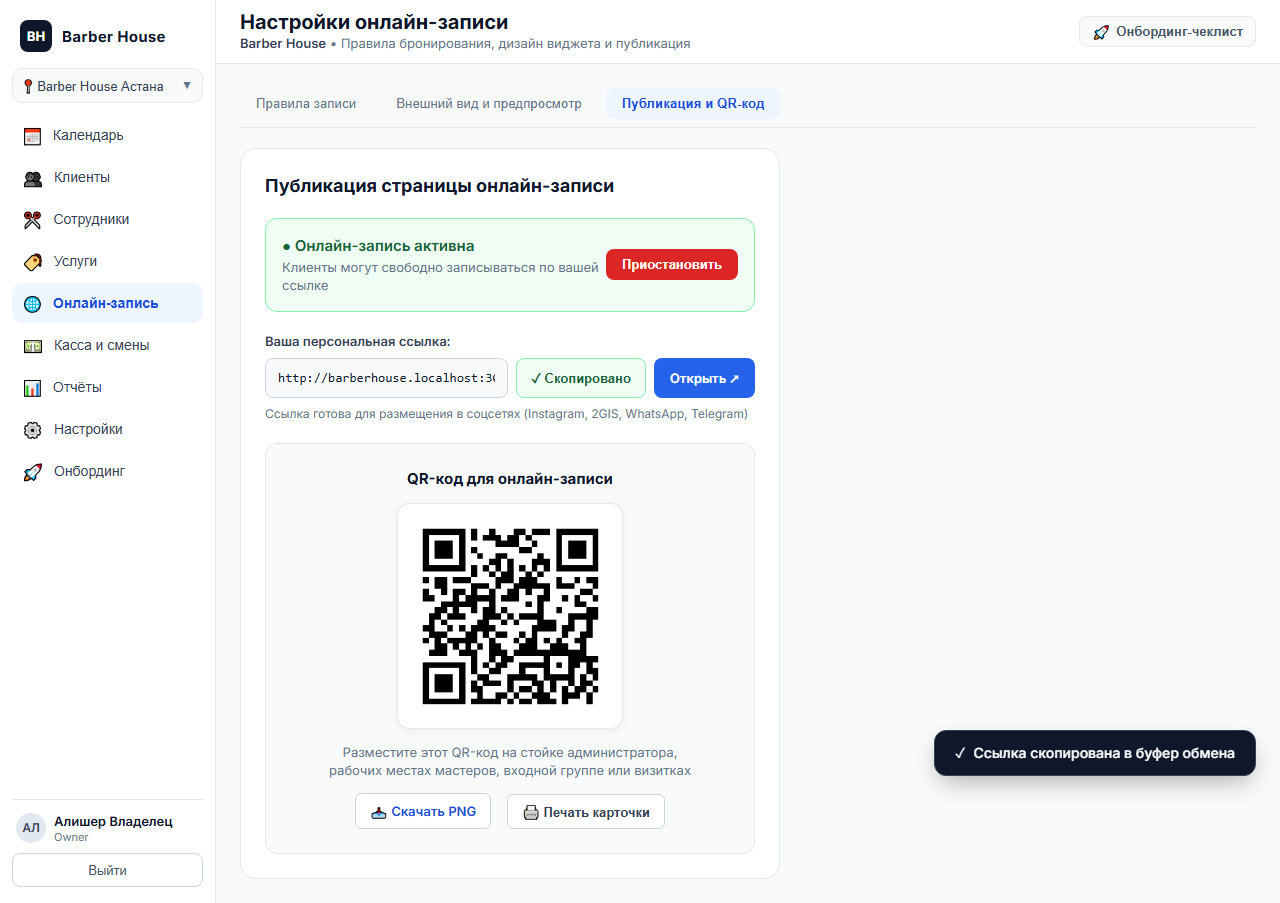 BH Barber House
Barber House Астана ▼
Календарь
Клиенты
Сотрудники
Услуги
Онлайн-запись
Касса и смены
Отчёты
Настройки
Онбординг
АЛ Алишер Владелец
Owner
Выйти
Настройки онлайн-записи
Barber House • Правила бронирования, дизайн виджета и публикация
Онбординг-чеклист
Правила записи Внешний вид и предпросмотр Публикация и QR-код
Публикация страницы онлайн-записи
● Онлайн-запись активна
Клиенты могут свободно записываться по вашей
ссылке
Приостановить
Ваша персональная ссылка:
http://barberhouse.localhost:3
✓ Скопировано
Открыть ↗
Ссылка готова для размещения в соцсетях (Instagram, 2GIS, WhatsApp, Telegram)
QR-код для онлайн-записи
Разместите этот QR-код на стойке администратора,
рабочих местах мастеров, входной группе или визитках
Скачать PNG
Печать карточки
✓ Ссылка скопирована в буфер обмена